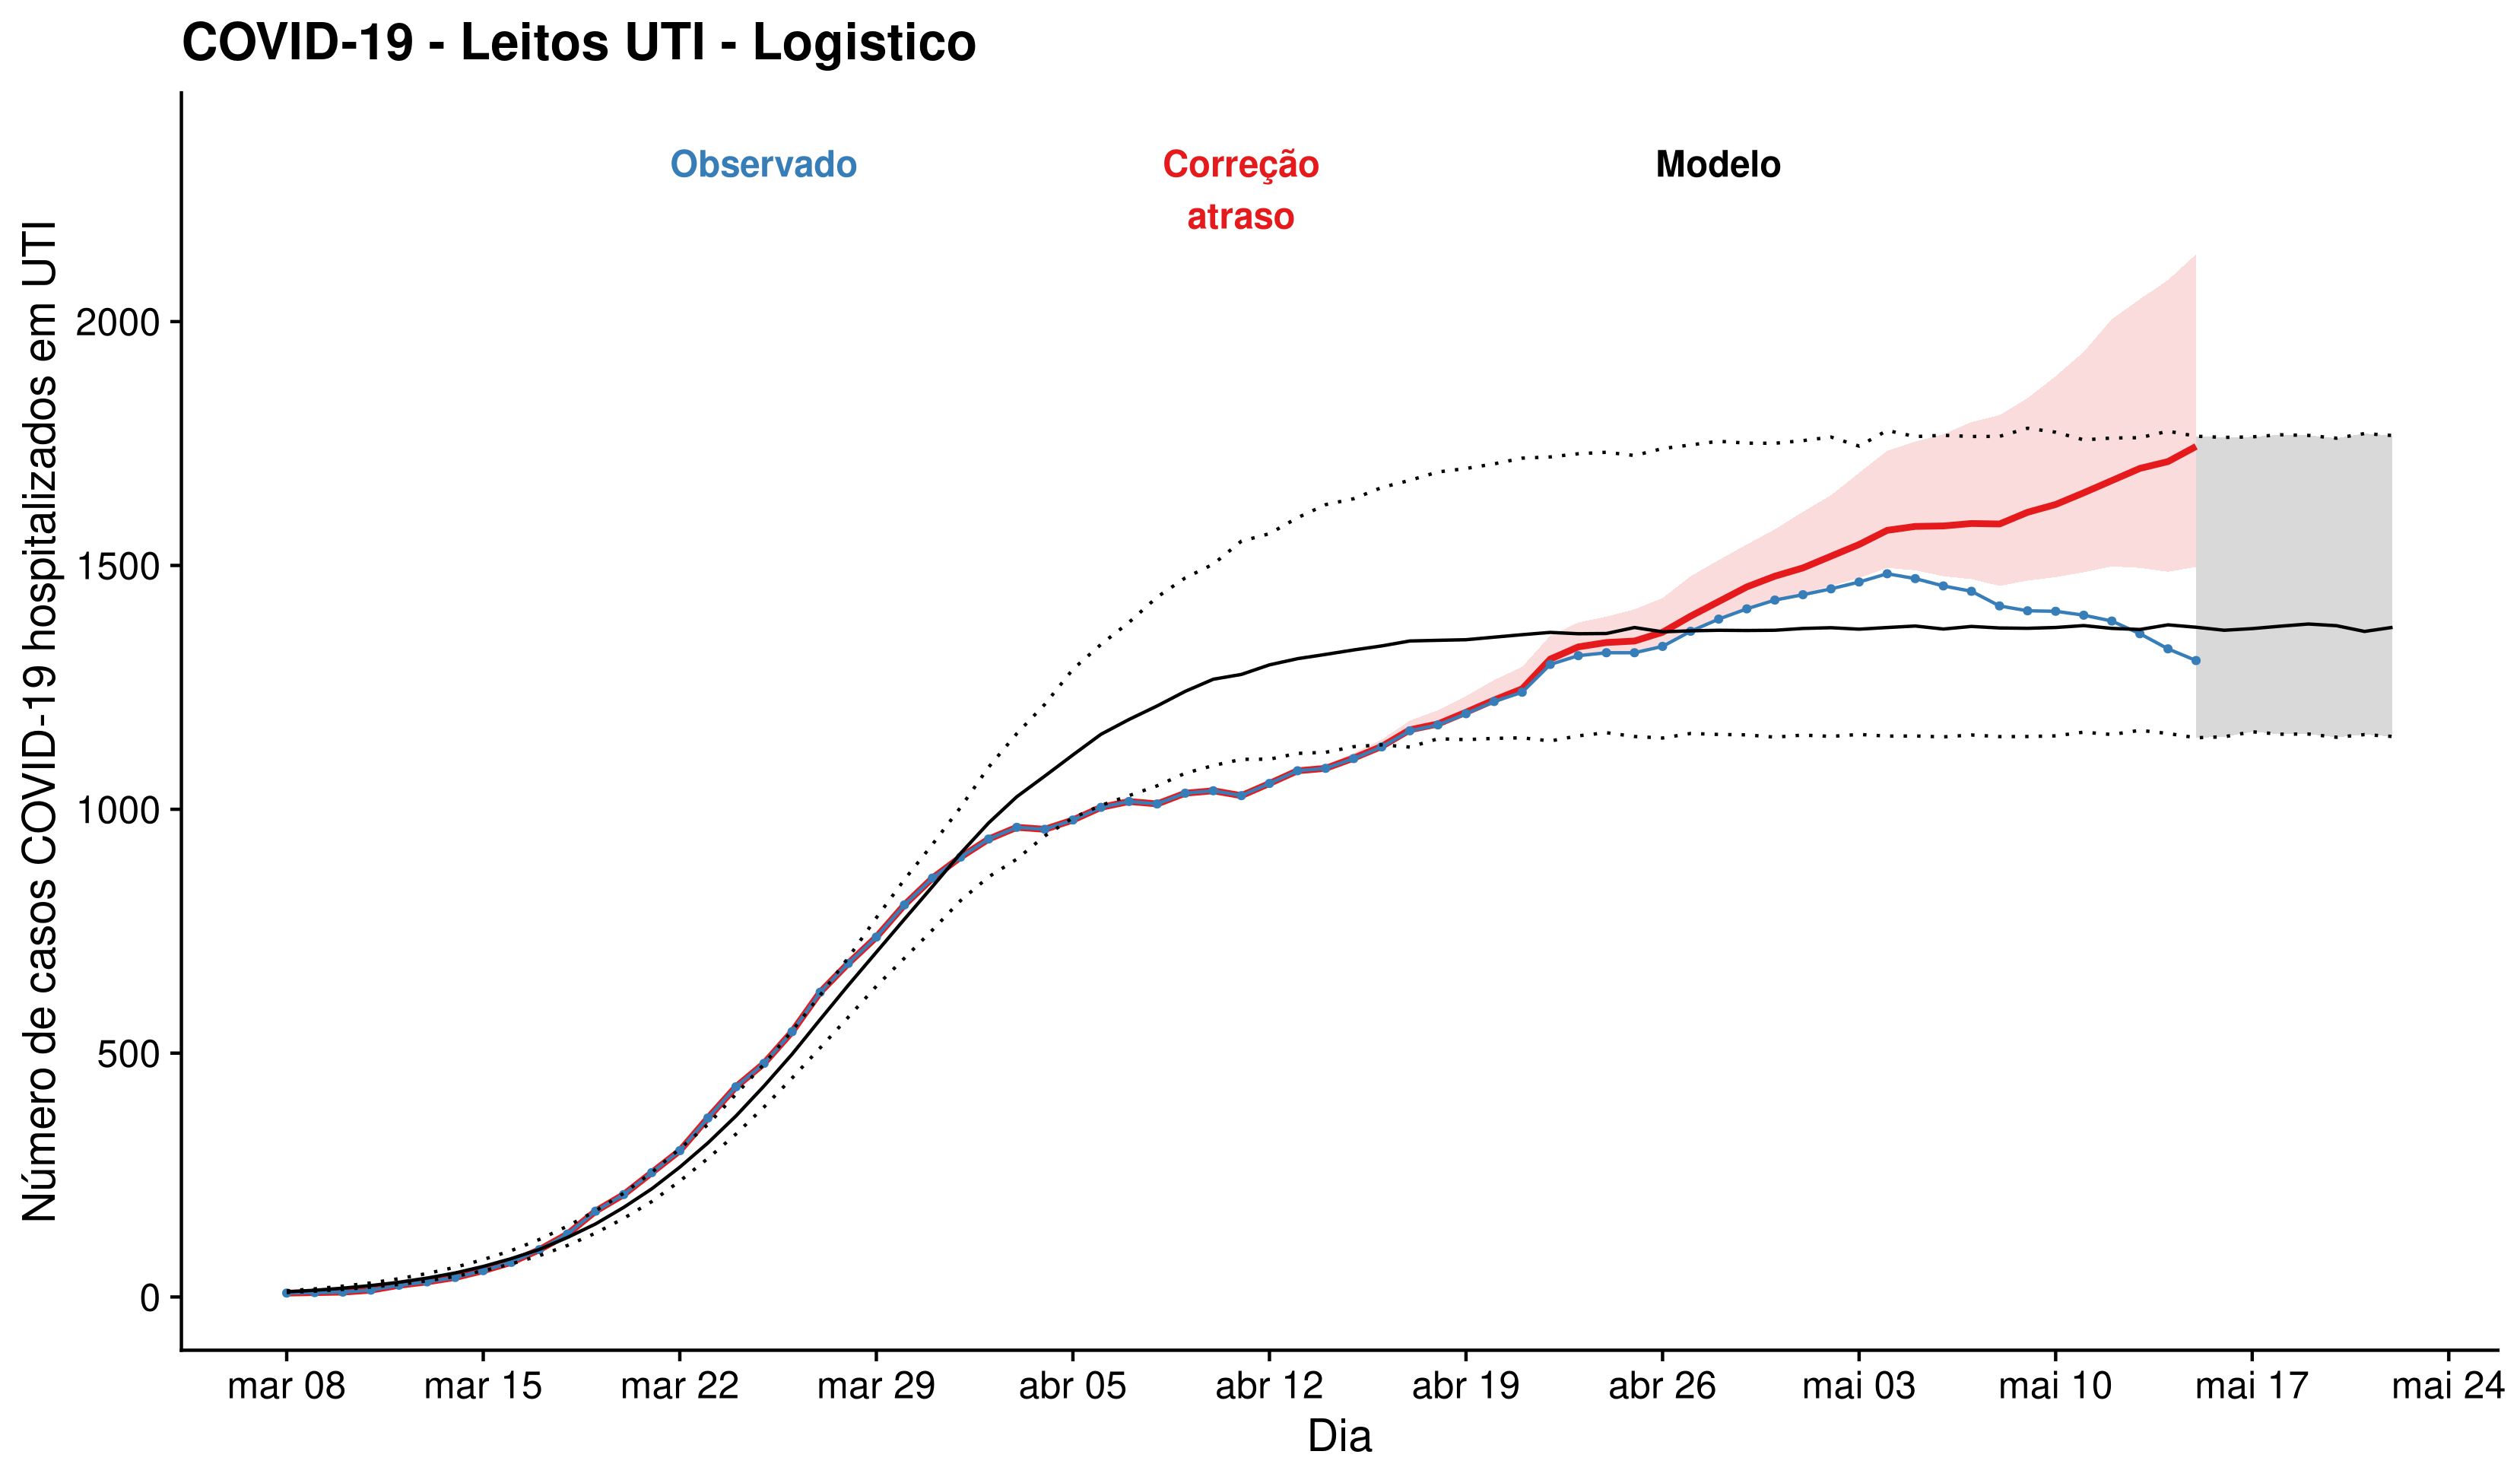 COVID-19 - Leitos UTI - Logistico
Observado
Correção
atraso
Modelo
Número de casos COVID-19 hospitalizados em UTI
2000
1500
1000
500
0
mar 08
mar 15
mar 22
mar 29
abr 05
abr 12
abr 19
abr 26
mai 03
mai 10
mai 17
mai 24
Dia